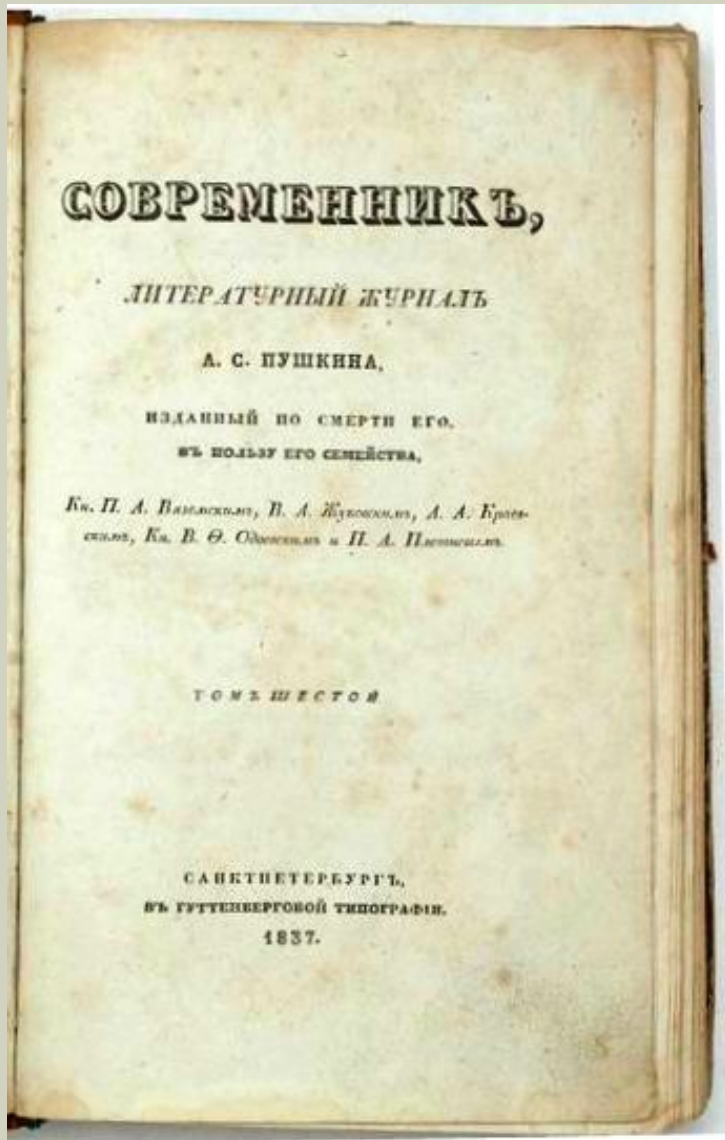 СОВРЕМЕННИКЪ,
ЛИТЕРАТУРНЫЙ ЖУРНАЛЪ
А. С. ПУШКИНА,
ИЗДАННЫЙ ПО СМЕРТИ ЕГО,
ВЪ ПОЛЬЗУ ЕГО СЕМЕЙСТВА,
Кн. П. А. Вяземскимъ, В. А. Жуковскимъ, А. А. Краев-
скимъ, Кн. В. Ѳ. Одоевскимъ и П. А. Плетневымъ.
ТОМЪ ШЕСТОЙ
САНКТПЕТЕРБУРГЪ,
ВЪ ГУТТЕНБЕРГОВОЙ ТИПОГРАФІИ.
1837.